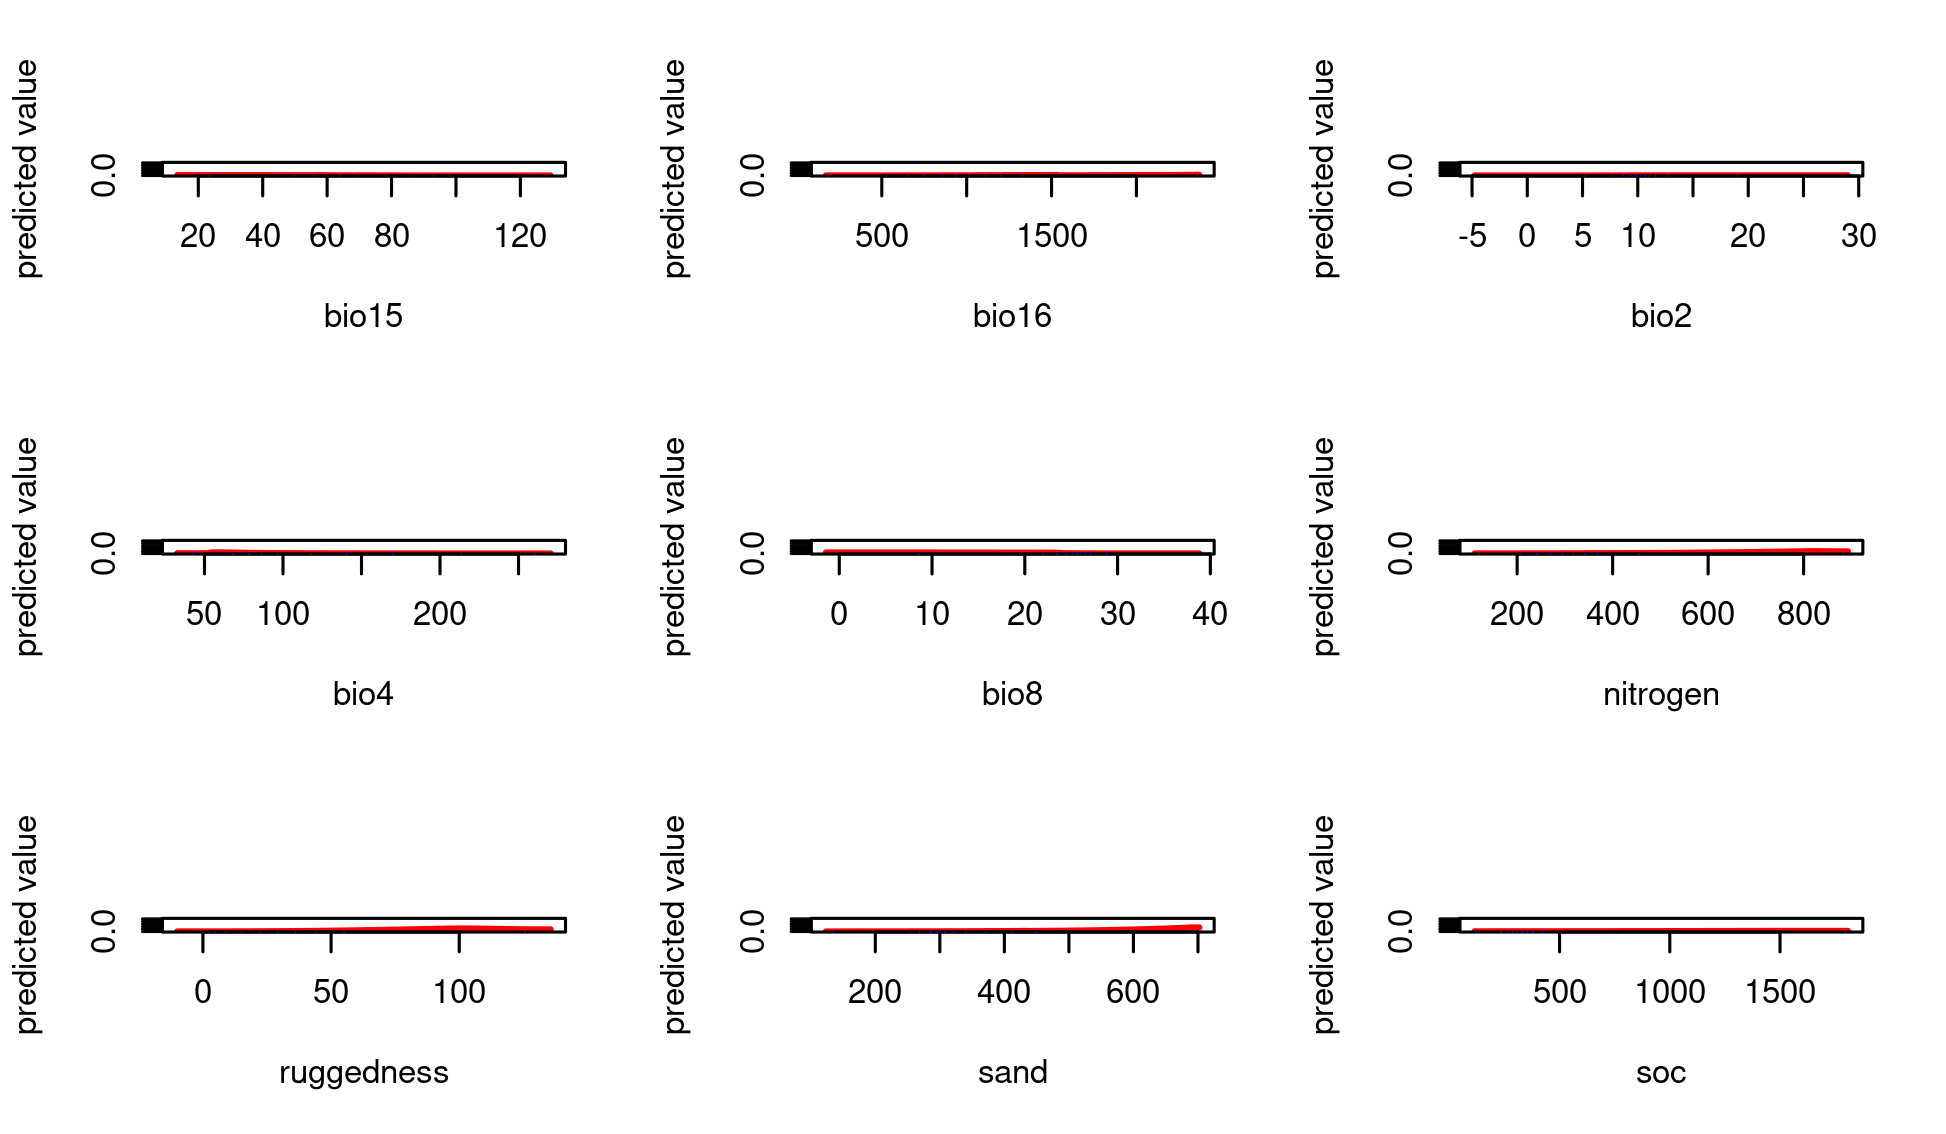 predicted value
0.0
20 40 60 80 120
bio15
predicted value
0.0
500 1500
bio16
predicted value
0.0
-5 0 5 10 20 30
bio2
predicted value
0.0
50 100 200
bio4
predicted value
0.0
0 10 20 30 40
bio8
predicted value
0.0
200 400 600 800
nitrogen
predicted value
0.0
0 50 100
ruggedness
predicted value
0.0
200 400 600
sand
predicted value
0.0
500 1000 1500
soc